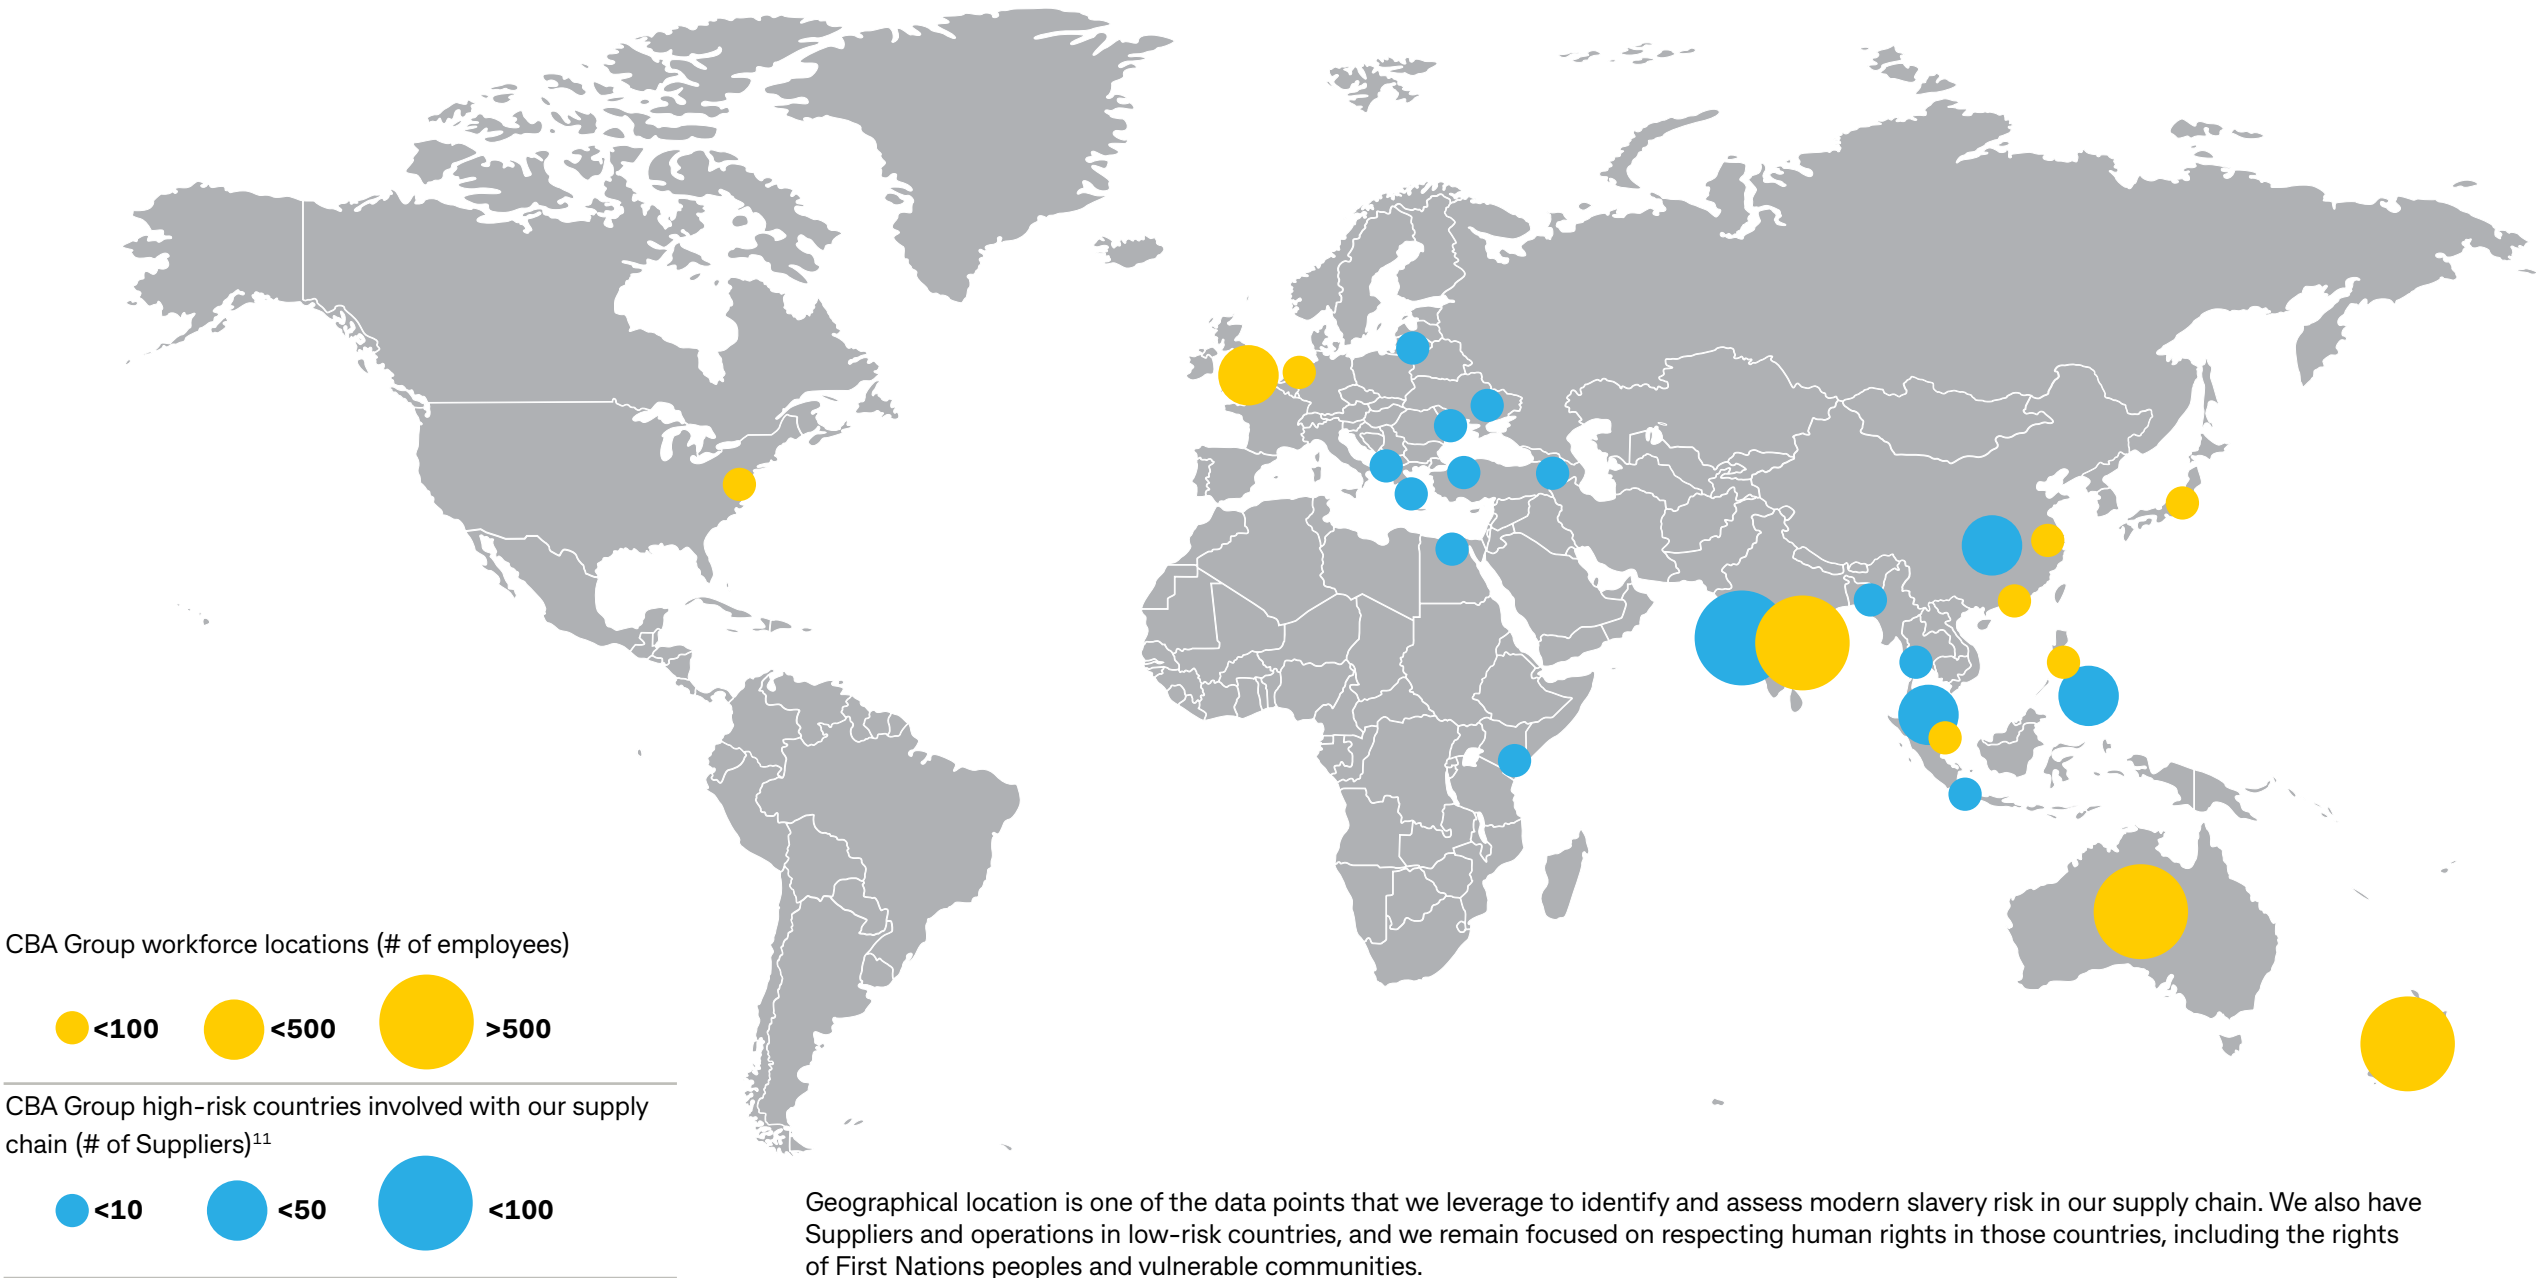 CBA Group workforce locations (# of employees)
<100 <500 >500
CBA Group high-risk countries involved with our supply
chain (# of Suppliers)¹¹
<10 <50 <100
Geographical location is one of the data points that we leverage to identify and assess modern slavery risk in our supply chain. We also have
Suppliers and operations in low-risk countries, and we remain focused on respecting human rights in those countries, including the rights
of First Nations peoples and vulnerable communities.